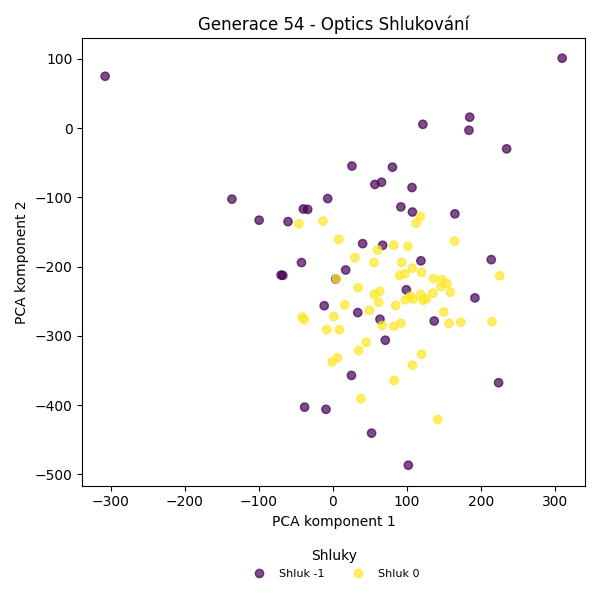 Generace 54 - Optics Shlukování
100
0
−100
−200
−300
−400
−500
PCA komponent 2
−300 −200 −100 0 100 200 300
PCA komponent 1
Shluky
Shluk -1 Shluk 0